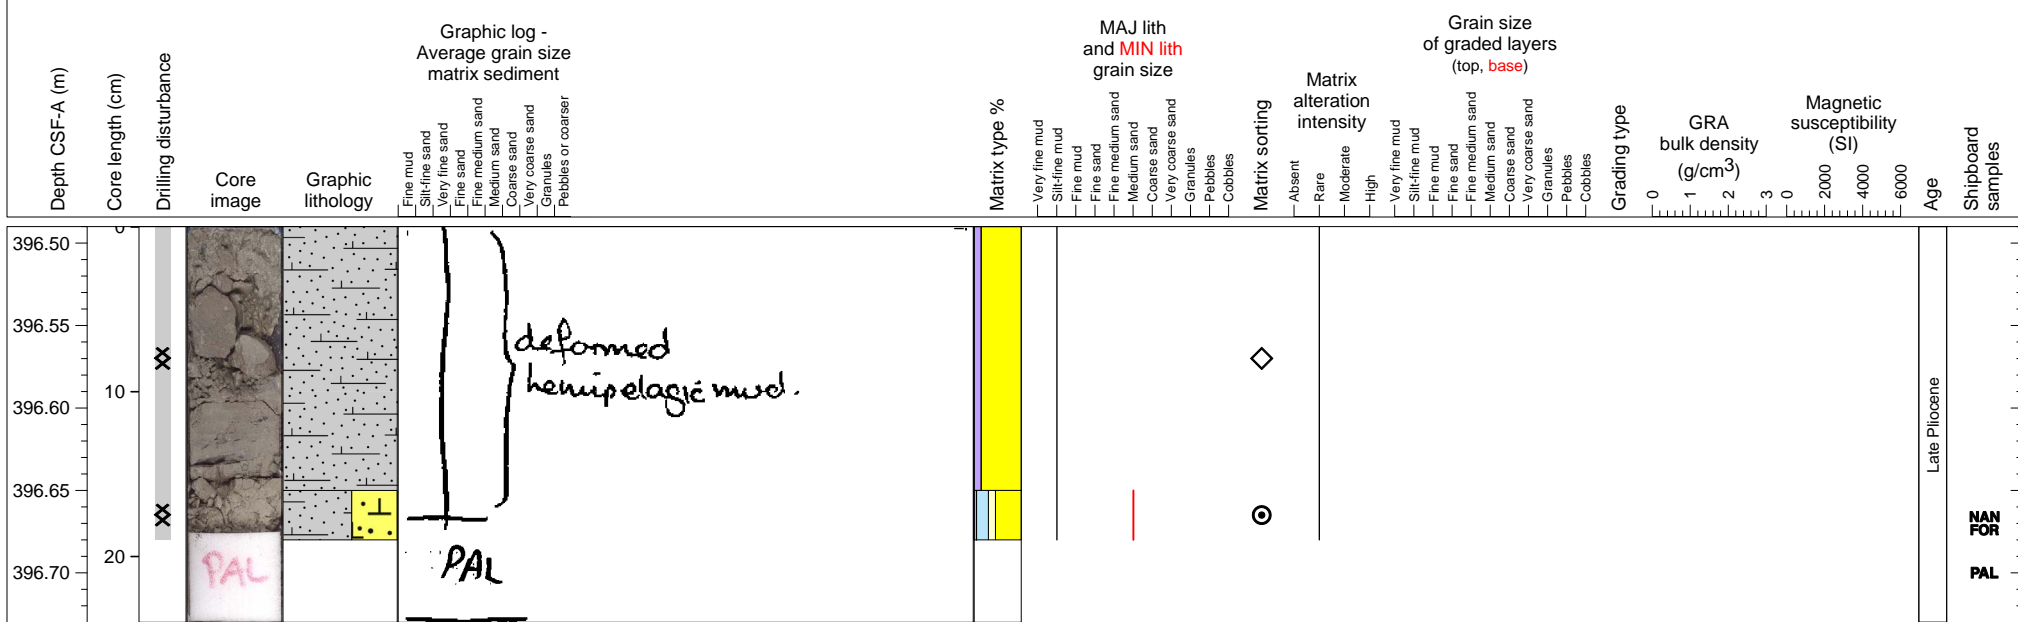 Depth CSF-A (m)
Core length (cm)
Drilling disturbance
Core
image
Graphic
lithology
Graphic log -
Average grain size
matrix sediment
Fine mud
Silt-fine sand
Very fine sand
Fine sand
Fine medium sand
Medium sand
Coarse sand
Very coarse sand
Granules
Pebbles or coarser
Matrix type %
MAJ lith
and MIN lith
grain size
Very fine mud
Silt-fine mud
Fine mud
Fine sand
Fine medium sand
Medium sand
Coarse sand
Very coarse sand
Granules
Pebbles
Cobbles
Matrix sorting
Matrix
alteration
intensity
Absent
Rare
Moderate
High
Grain size
of graded layers
(top, base)
Very fine mud
Silt-fine mud
Fine mud
Fine sand
Fine medium sand
Medium sand
Coarse sand
Very coarse sand
Granules
Pebbles
Cobbles
Grading type
GRA
bulk density
(g/cm3)
0 1 2 3
Magnetic
susceptibility
(SI)
0 2000 4000 6000
Age
Shipboard
samples
396.50
396.55
396.60
396.65
396.70
0
10
20
PAL
deformed
hemipelagic mud.
PAL
Late Pliocene
NAN
FOR
PAL